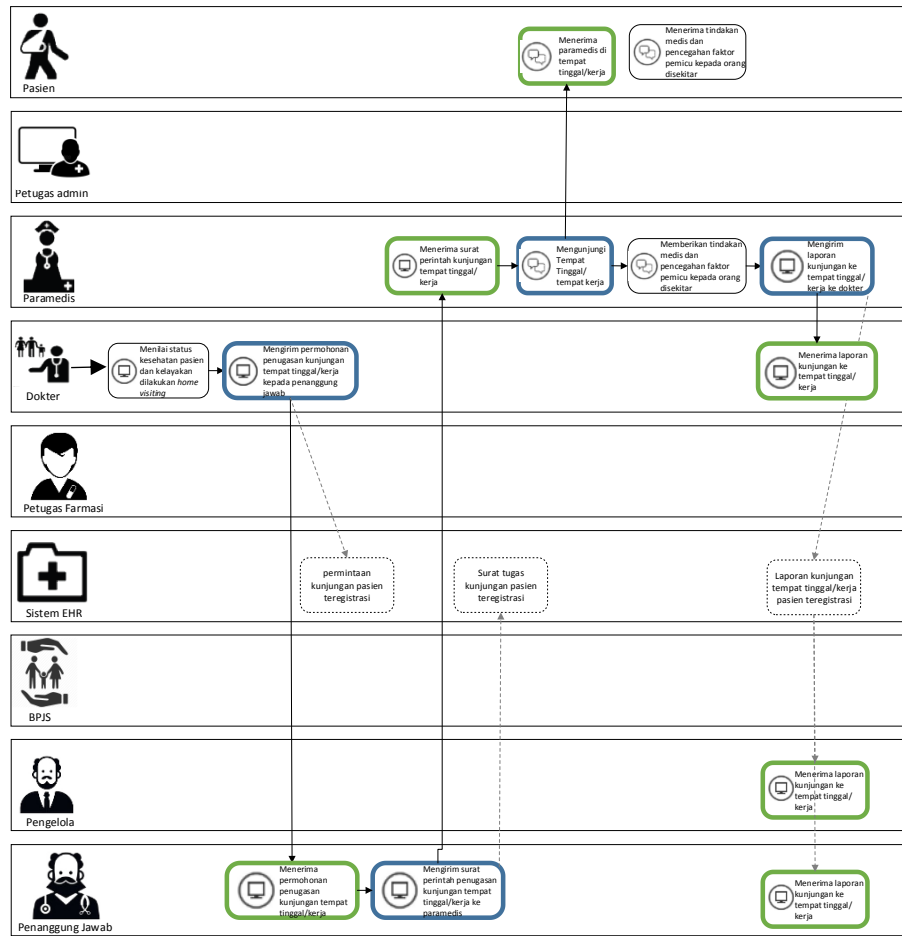 Menerima
paramedis di
tempat
tinggal/kerja
Menerima tindakan
medis dan
pencegahan faktor
pemicu kepada orang
disekitar
Pasien
Petugas admin
Menerima surat
perintah kunjungan
tempat tinggal/
kerja
Mengunjungi
Tempat
Tinggal/
tempat kerja
Memberikan tindakan
medis dan
pencegahan faktor
pemicu kepada orang
disekitar
Mengirim
laporan
kunjungan ke
tempat tinggal/
kerja ke dokter
Paramedis
Menilai status
kesehatan pasien
dan kelayakan
dilakukan home
visiting
Mengirim permohonan
penugasan kunjungan
tempat tinggal/kerja
kepada penanggung
jawab
Menerima laporan
kunjungan ke
tempat tinggal/
kerja
Dokter
Petugas Farmasi
permintaan
kunjungan pasien
teregistrasi
Surat tugas
kunjungan pasien
teregistrasi
Laporan kunjungan
tempat tinggal/kerja
pasien teregistrasi
Sistem EHR
BPJS
Menerima laporan
kunjungan ke
tempat tinggal/
kerja
Pengelola
Menerima
permohonan
penugasan
kunjungan tempat
tinggal/kerja
Mengirim surat
perintah penugasan
kunjungan tempat
tinggal/kerja ke
paramedis
Menerima laporan
kunjungan ke
tempat tinggal/
kerja
Penanggung Jawab